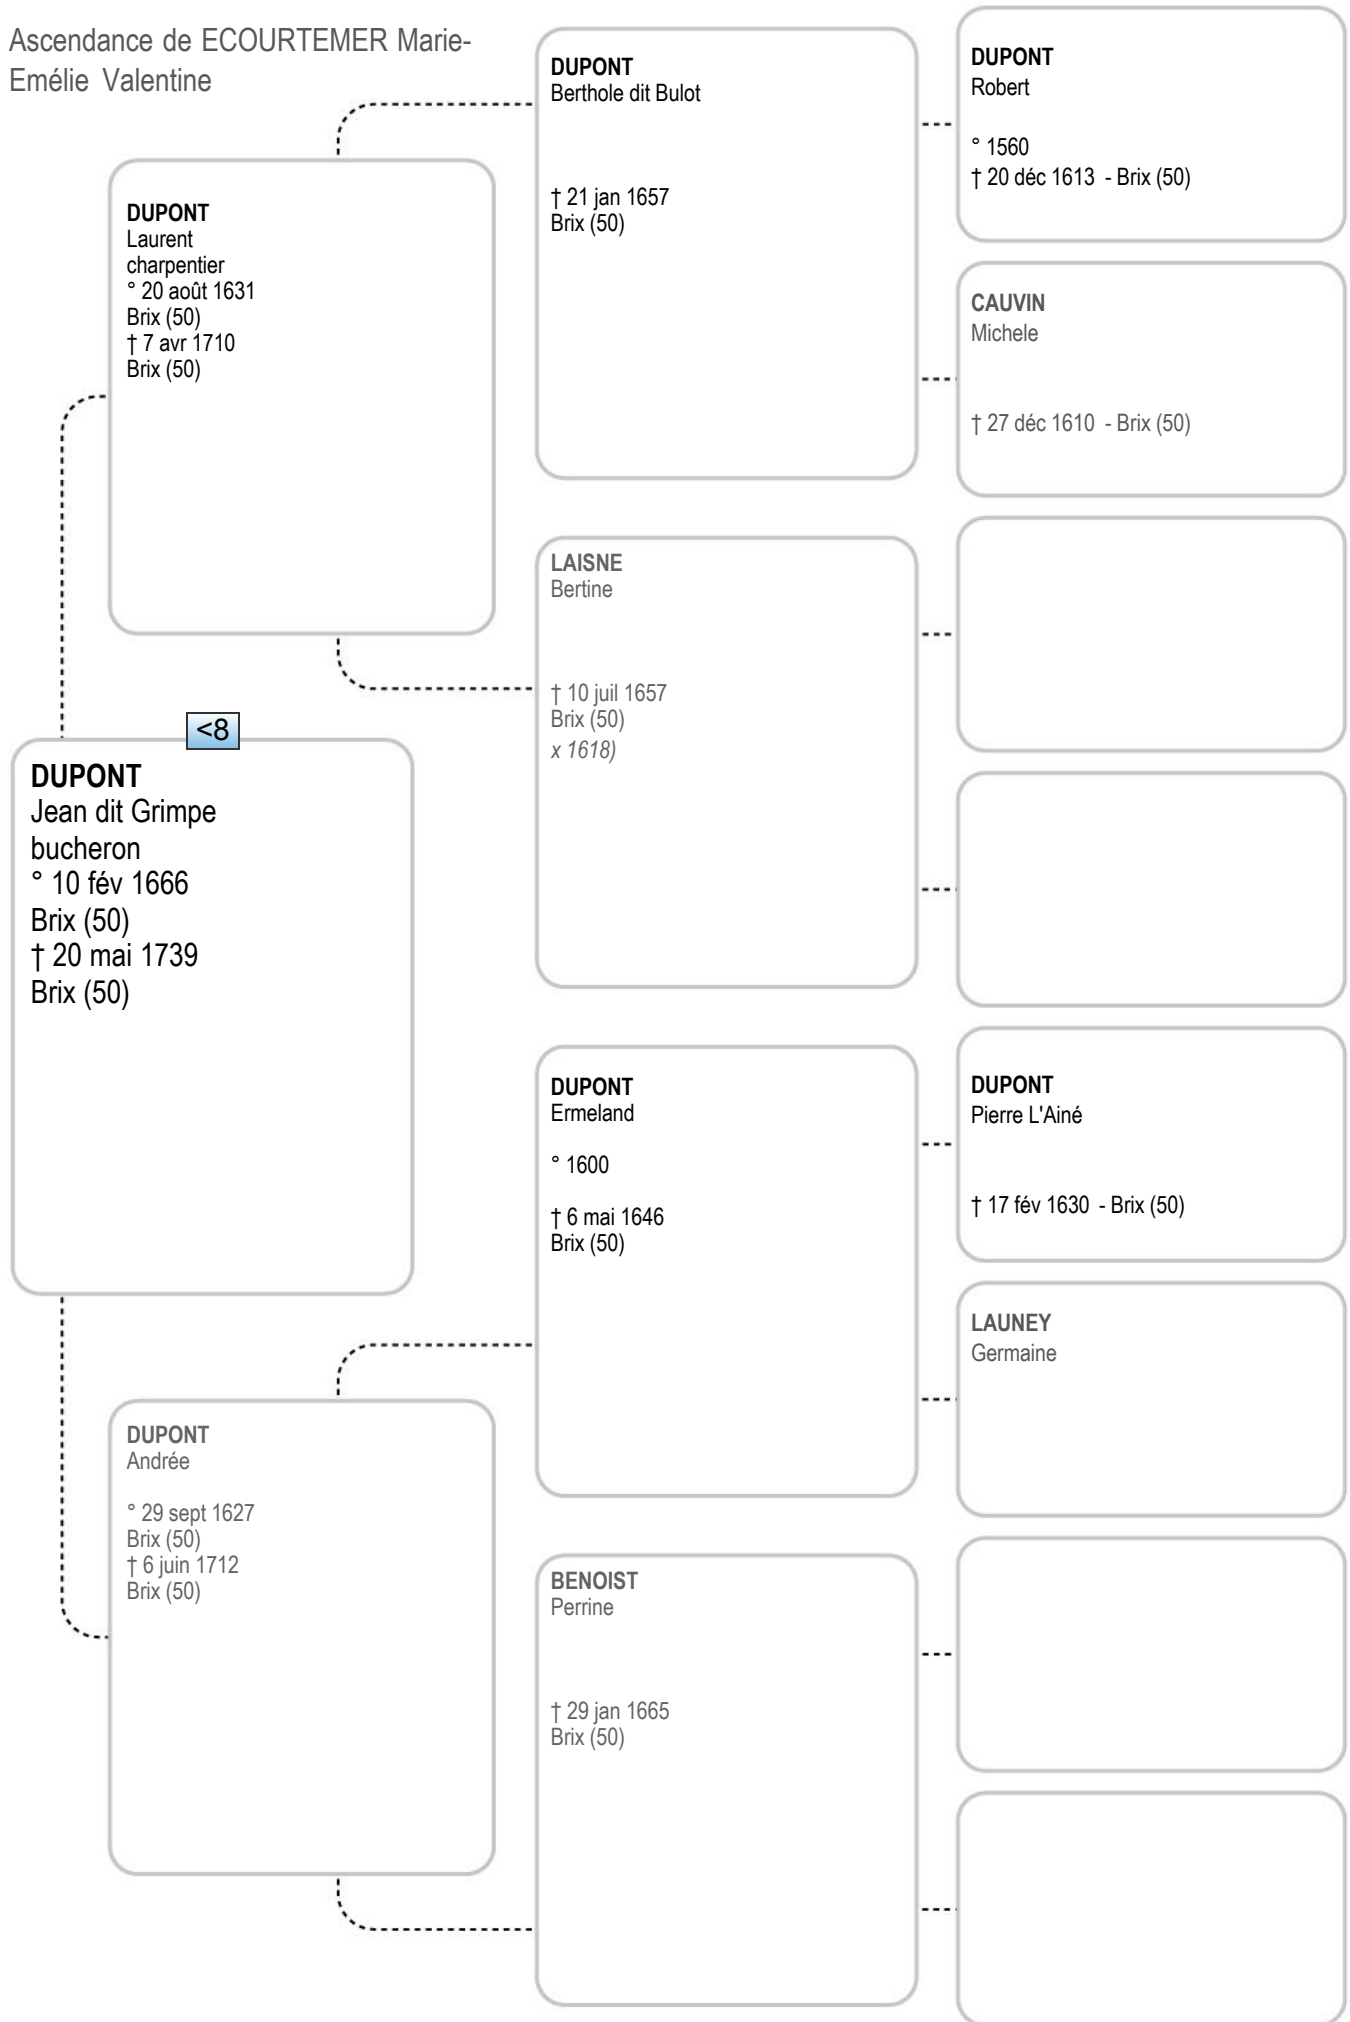 Ascendance de ECOURTEMER Marie-
Emélie Valentine
DUPONT
Jean dit Grimpe
bucheron
° 10 fév 1666
Brix (50)
† 20 mai 1739
Brix (50)
<8
DUPONT
Laurent
charpentier
° 20 août 1631
Brix (50)
† 7 avr 1710
Brix (50)
DUPONT
Andrée
° 29 sept 1627
Brix (50)
† 6 juin 1712
Brix (50)
DUPONT
Berthole dit Bulot
† 21 jan 1657
Brix (50)
LAISNE
Bertine
† 10 juil 1657
Brix (50)
x 1618)
DUPONT
Ermeland
° 1600
† 6 mai 1646
Brix (50)
BENOIST
Perrine
† 29 jan 1665
Brix (50)
DUPONT
Robert
° 1560
† 20 déc 1613 - Brix (50)
CAUVIN
Michele
† 27 déc 1610 - Brix (50)
DUPONT
Pierre L'Ainé
† 17 fév 1630 - Brix (50)
LAUNEY
Germaine